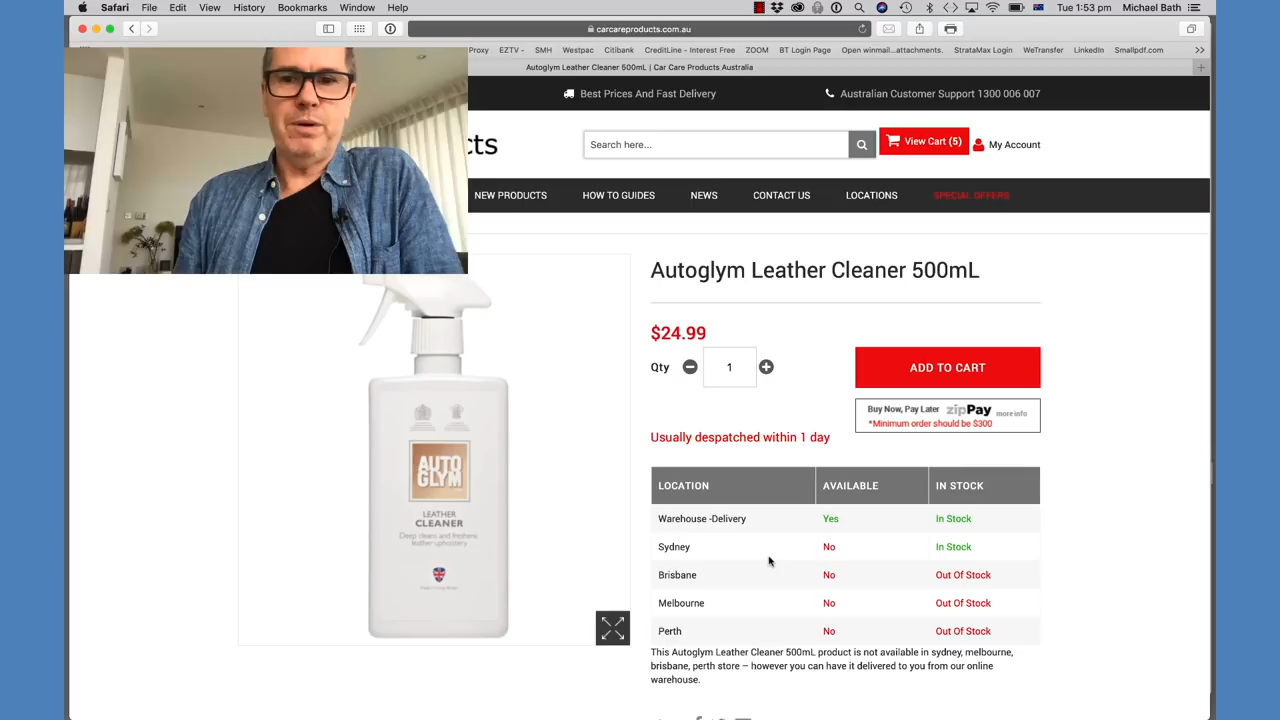 Safari File Edit View History Bookmarks Window Help
Tue 1:53 pm Michael Bath
carcareproducts.com.au
Proxy EZTV - SMH Westpac Citibank CreditLine - Interest Free ZOOM BT Login Page Open winmail...attachments. StrataMax Login WeTransfer LinkedIn Smallpdf.com
Autoglym Leather Cleaner 500mL | Car Care Products Australia
Best Prices And Fast Delivery
Australian Customer Support 1300 006 007
cts
Search here...
View Cart (5)
My Account
NEW PRODUCTS HOW TO GUIDES NEWS CONTACT US LOCATIONS SPECIAL OFFERS
Autoglym Leather Cleaner 500mL
$24.99
Qty 1
ADD TO CART
Buy Now, Pay Later zipPay more info
*Minimum order should be $300
Usually despatched within 1 day
LOCATION AVAILABLE IN STOCK
Warehouse -Delivery Yes In Stock
Sydney No In Stock
Brisbane No Out Of Stock
Melbourne No Out Of Stock
Perth No Out Of Stock
This Autoglym Leather Cleaner 500mL product is not available in sydney, melbourne,
brisbane, perth store – however you can have it delivered to you from our online
warehouse.
AUTO
GLYM
LEATHER
CLEANER
Deep cleans and freshens
leather upholstery